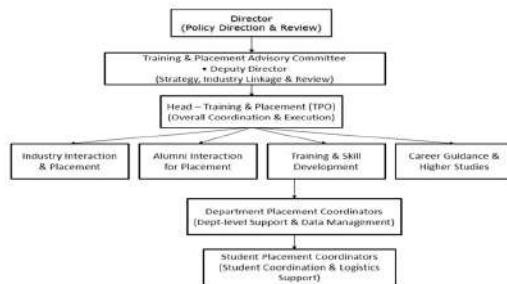 Director
(Policy Direction & Review)
Training & Placement Advisory Committee
• Deputy Director
(Strategy, Industry Linkage & Review)
Head – Training & Placement (TPO)
(Overall Coordination & Execution)
Industry Interaction
& Placement
Alumni Interaction
for Placement
Training & Skill
Development
Career Guidance &
Higher Studies
Department Placement Coordinators
(Dept-level Support & Data Management)
Student Placement Coordinators
(Student Coordination & Logistics
Support)